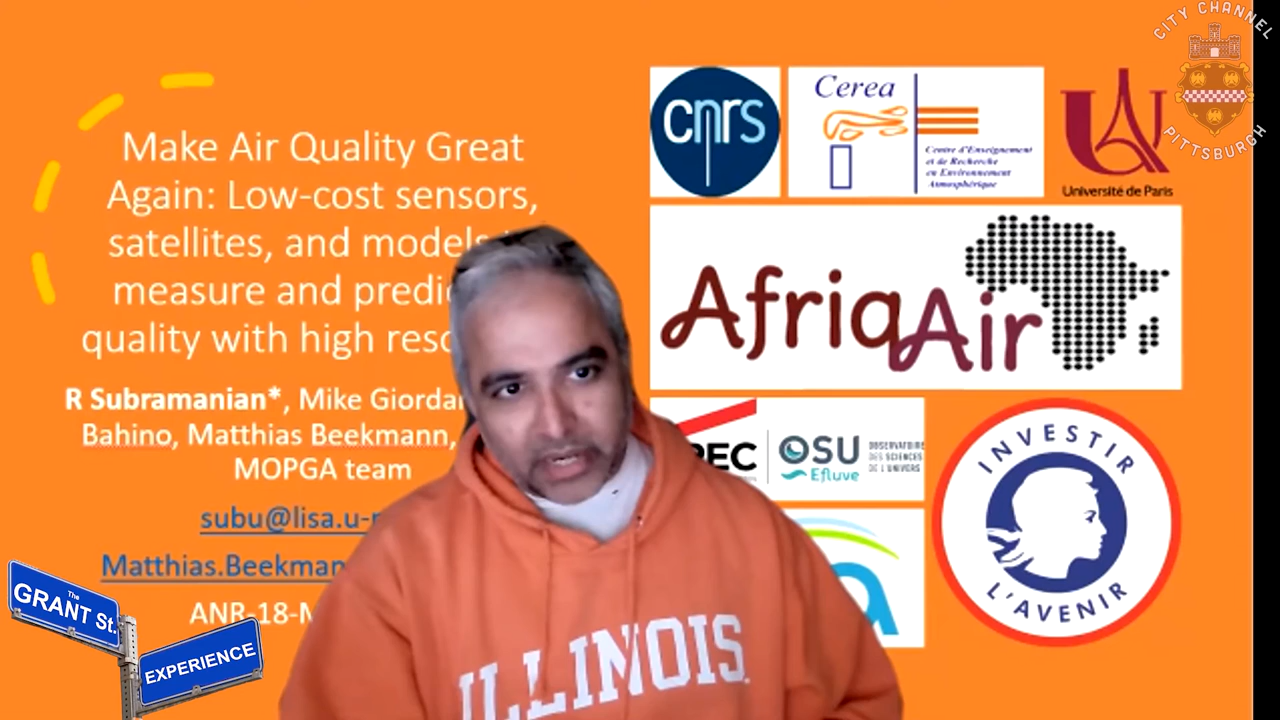 CITY CHANNEL
PITTSBURGH
Make Air Quality Great
Again: Low-cost sensors,
satellites, and models
measure and
quality with high
R Subramanian*, Mike
Bahino, Matthias Beekmann,
MOPGA team
subu@lisa.u-
Matthias.Beekman
ANR-18-M
cnrs
Cerea
Centre d'Enseignement
et de Recherche
en Environnement
Atmosphérique
Université de Paris
AfriqAir
PEC
OSU
Efluve
OBSERVATOIRE
DES SCIENCES
DE L'UNIVERS
INVESTIR
L'AVENIR
The
GRANT St.
EXPERIENCE
ILLINOIS